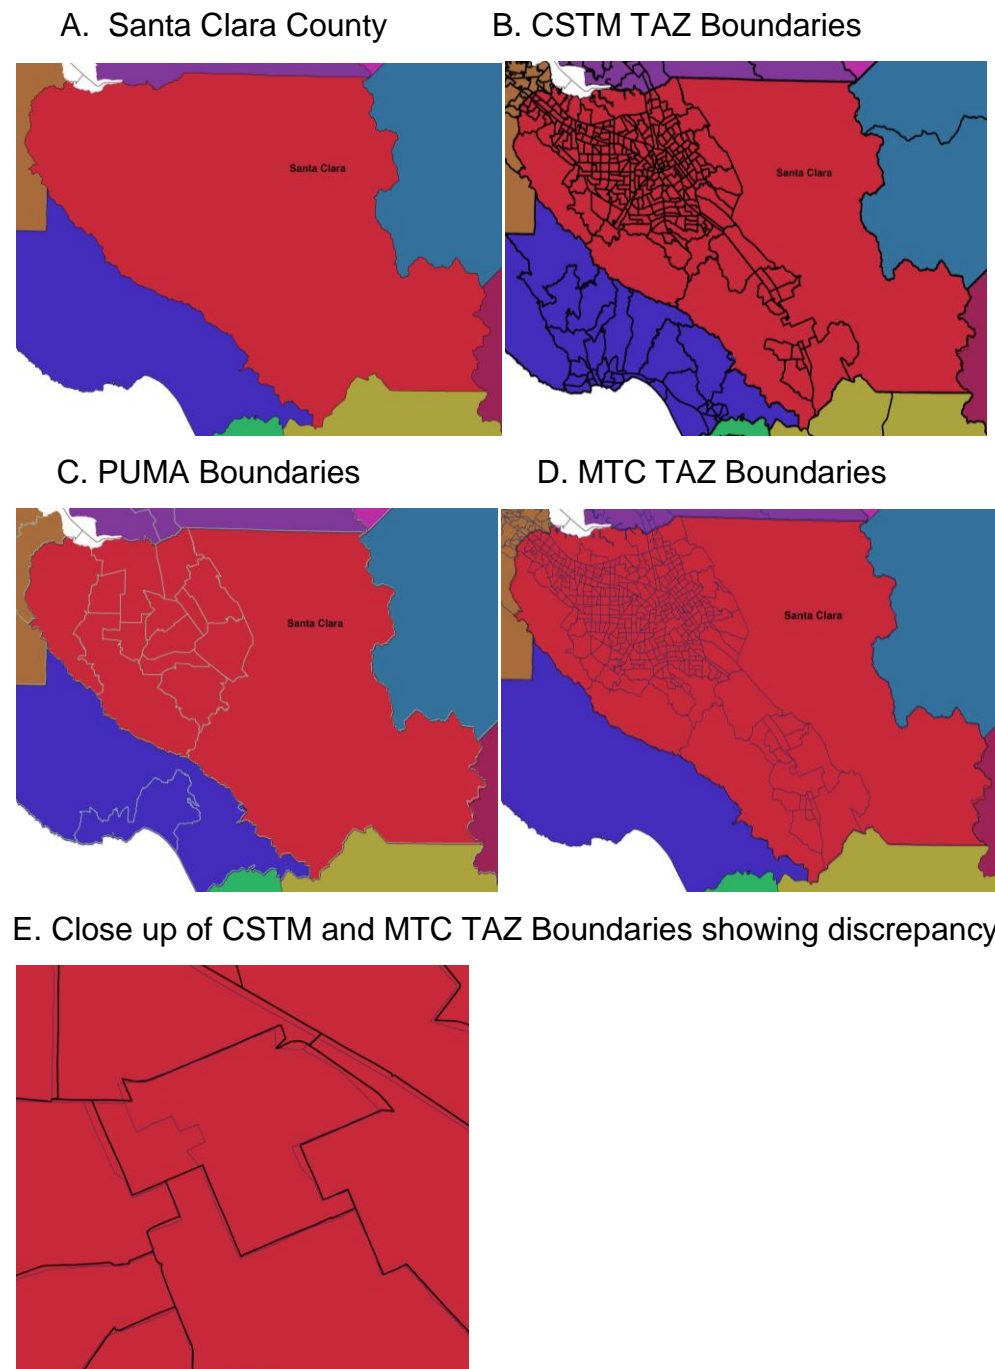 A. Santa Clara County
B. CSTM TAZ Boundaries
Santa Clara
Santa Clara
C. PUMA Boundaries
D. MTC TAZ Boundaries
Santa Clara
Santa Clara
E. Close up of CSTM and MTC TAZ Boundaries showing discrepancy